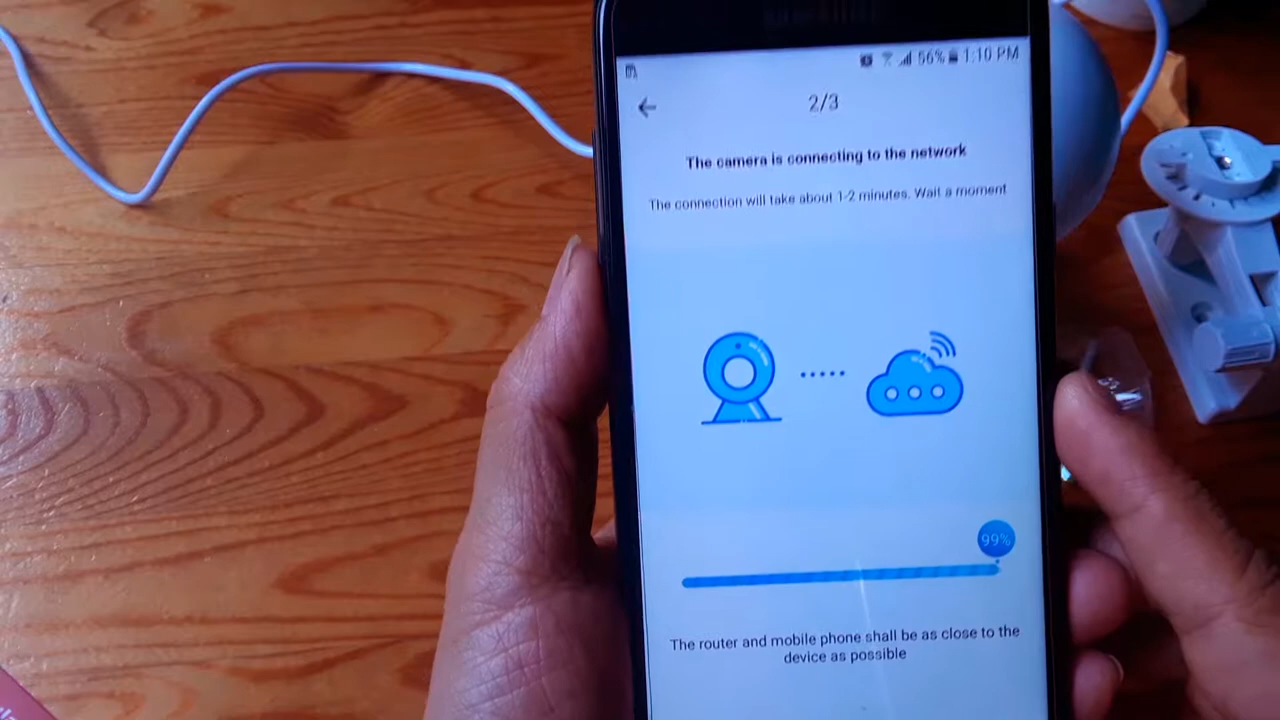 56% 1:10 PM
2/3
The camera is connecting to the network
The connection will take about 1-2 minutes. Wait a moment
99%
The router and mobile phone shall be as close to the
device as possible